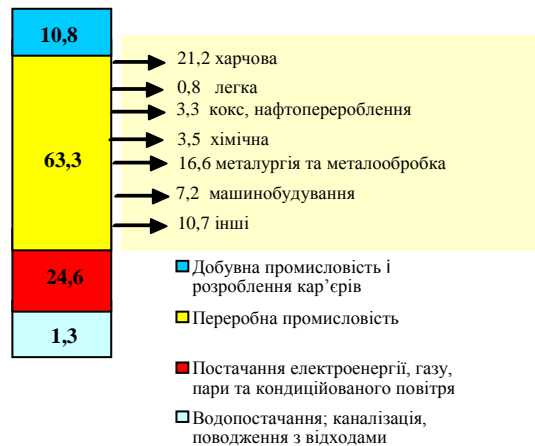 10,8
63,3
24,6
1,3
21,2 харчова
0,8 легка
3,3 кокс, нафтоперероблення
3,5 хімічна
16,6 металургія та металообробка
7,2 машинобудування
10,7 інші
Добувна промисловість і
розроблення кар’єрів
Переробна промисловість
Постачання електроенергії, газу,
пари та кондиційованого повітря
Водопостачання; каналізація,
поводження з відходами